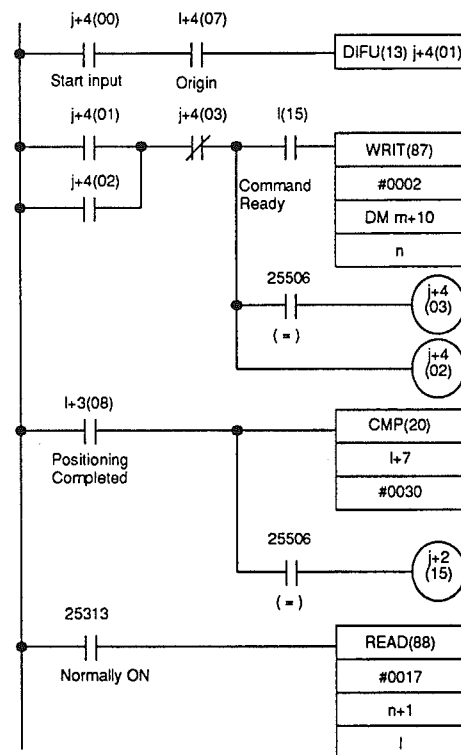 j+4(00) l+4(07)
DIFU(13) j+4(01)
Start input Origin
j+4(01) j+4(03) l(15)
WRIT(87)
j+4(02)
#0002
Command
Ready
DM m+10
n
25506
j+4
(03)
( = )
j+4
(02)
l+3(08)
CMP(20)
Positioning
Completed
l+7
#0030
25506
j+2
(15)
( = )
25313
READ(88)
Normally ON
#0017
n+1
l